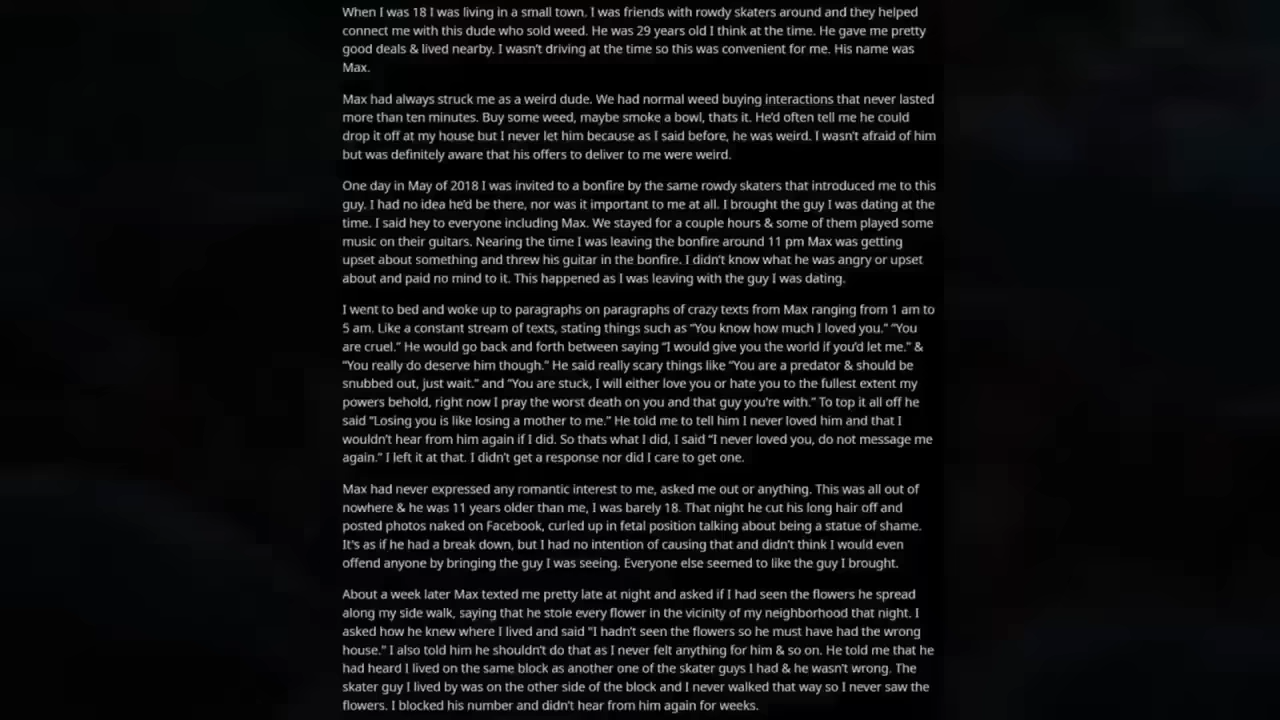 When I was 18 I was living in a small town. I was friends with rowdy skaters around and they helped
connect me with this dude who sold weed. He was 29 years old I think at the time. He gave me pretty
good deals & lived nearby. I wasn't driving at the time so this was convenient for me. His name was
Max.
Max had always struck me as a weird dude. We had normal weed buying interactions that never lasted
more than ten minutes. Buy some weed, maybe smoke a bowl, thats it. He'd often tell me he could
drop it off at my house but I never let him because as I said before, he was weird. I wasn't afraid of him
but was definitely aware that his offers to deliver to me were weird.
One day in May of 2018 I was invited to a bonfire by the same rowdy skaters that introduced me to this
guy. I had no idea he'd be there, nor was it important to me at all. I brought the guy I was dating at the
time. I said hey to everyone including Max. We stayed for a couple hours & some of them played some
music on their guitars. Nearing the time I was leaving the bonfire around 11 pm Max was getting
upset about something and threw his guitar in the bonfire. I didn't know what he was angry or upset
about and paid no mind to it. This happened as I was leaving with the guy I was dating.
I went to bed and woke up to paragraphs on paragraphs of crazy texts from Max ranging from 1 am to
5 am. Like a constant stream of texts, stating things such as "You know how much I loved you." "You
are cruel." He would go back and forth between saying "I would give you the world if you'd let me." &
"You really do deserve him though." He said really scary things like "You are a predator & should be
snubbed out, just wait." and "You are stuck, I will either love you or hate you to the fullest extent my
powers behold, right now I pray the worst death on you and that guy you're with." To top it all off he
said "Losing you is like losing a mother to me." He told me to tell him I never loved him and that I
wouldn't hear from him again if I did. So thats what I did, I said "I never loved you, do not message me
again." I left it at that. I didn't get a response nor did I care to get one.
Max had never expressed any romantic interest to me, asked me out or anything. This was all out of
nowhere & he was 11 years older than me, I was barely 18. That night he cut his long hair off and
posted photos naked on Facebook, curled up in fetal position talking about being a statue of shame.
It's as if he had a break down, but I had no intention of causing that and didn't think I would even
offend anyone by bringing the guy I was seeing. Everyone else seemed to like the guy I brought.
About a week later Max texted me pretty late at night and asked if I had seen the flowers he spread
along my side walk, saying that he stole every flower in the vicinity of my neighborhood that night. I
asked how he knew where I lived and said "I hadn't seen the flowers so he must have had the wrong
house." I also told him he shouldn't do that as I never felt anything for him & so on. He told me that he
had heard I lived on the same block as another one of the skater guys I had & he wasn't wrong. The
skater guy I lived by was on the other side of the block and I never walked that way so I never saw the
flowers. I blocked his number and didn't hear from him again for weeks.